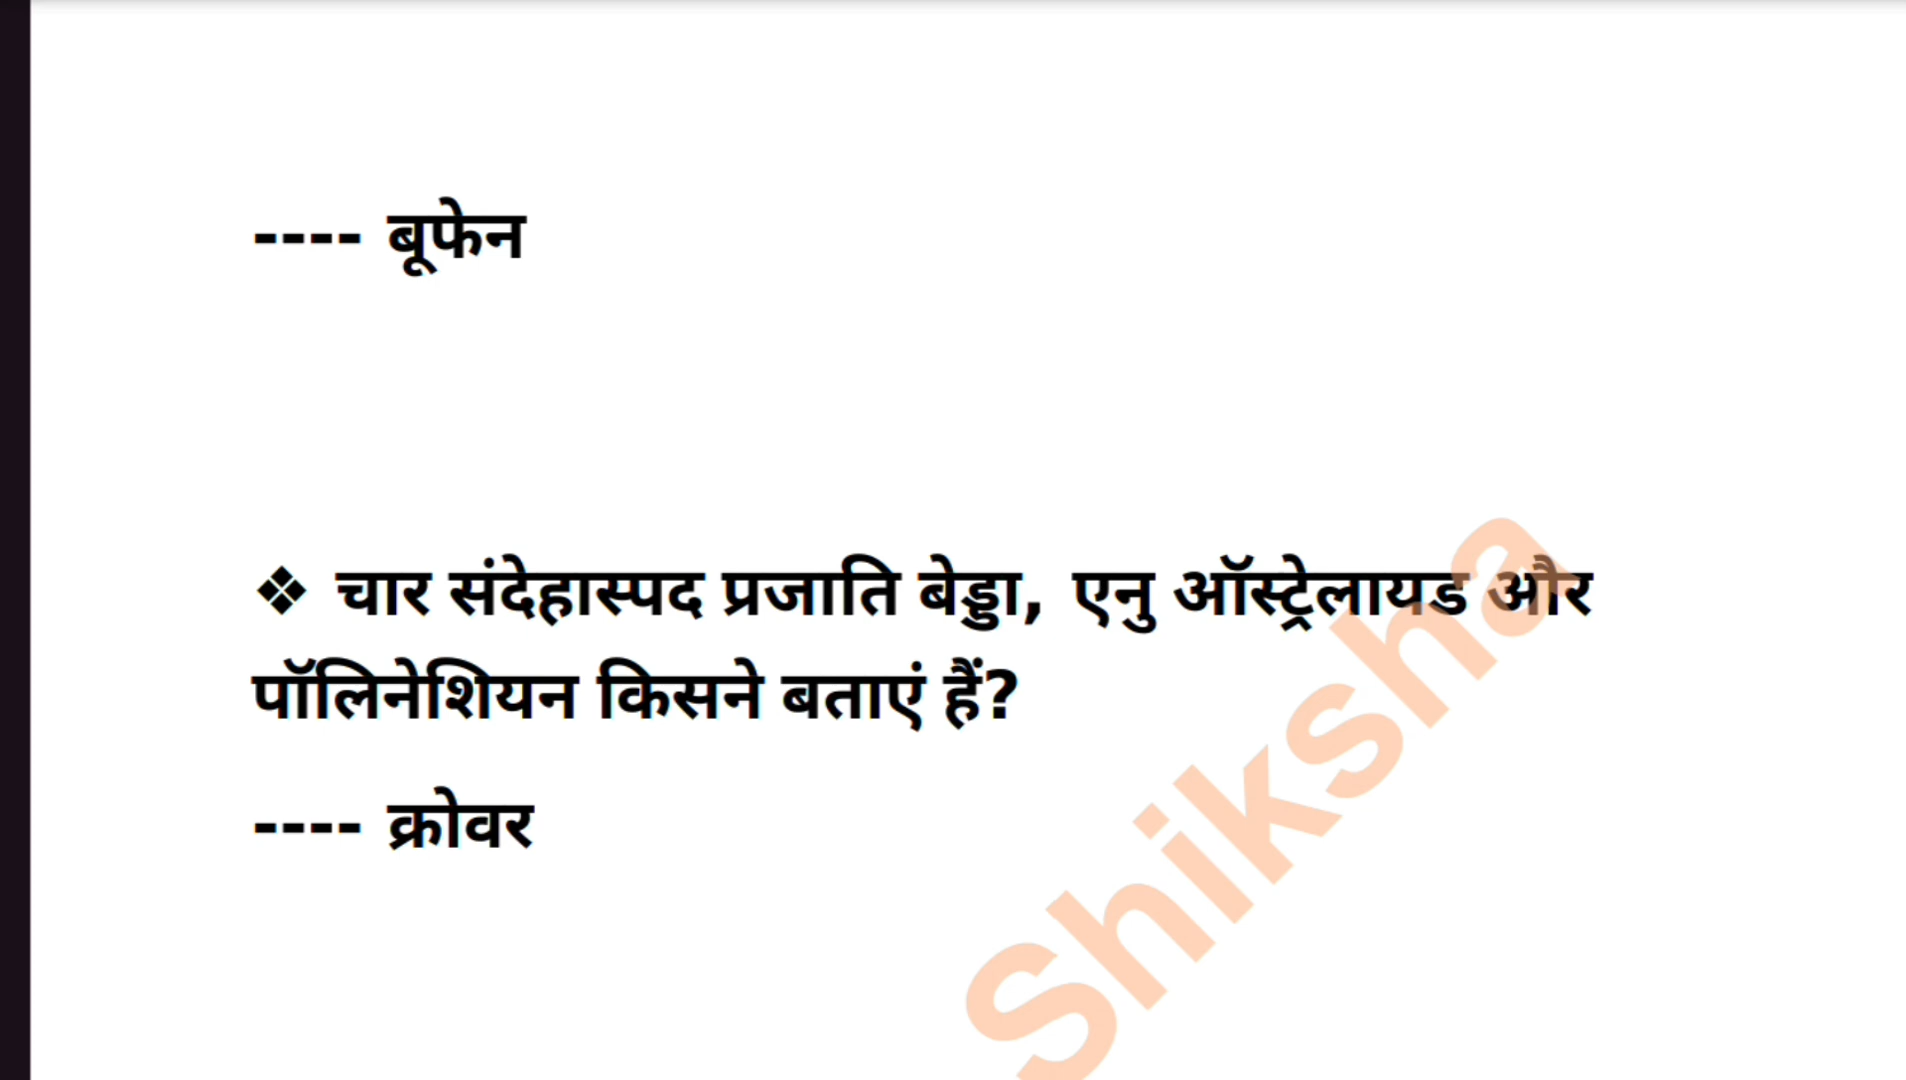 ---- बूफेन
❖ चार संदेहास्पद प्रजाति बेड्डा, एनु ऑस्ट्रेलायड और
पॉलिनेशियन किसने बताएं हैं?
---- क्रोवर
Shiksha